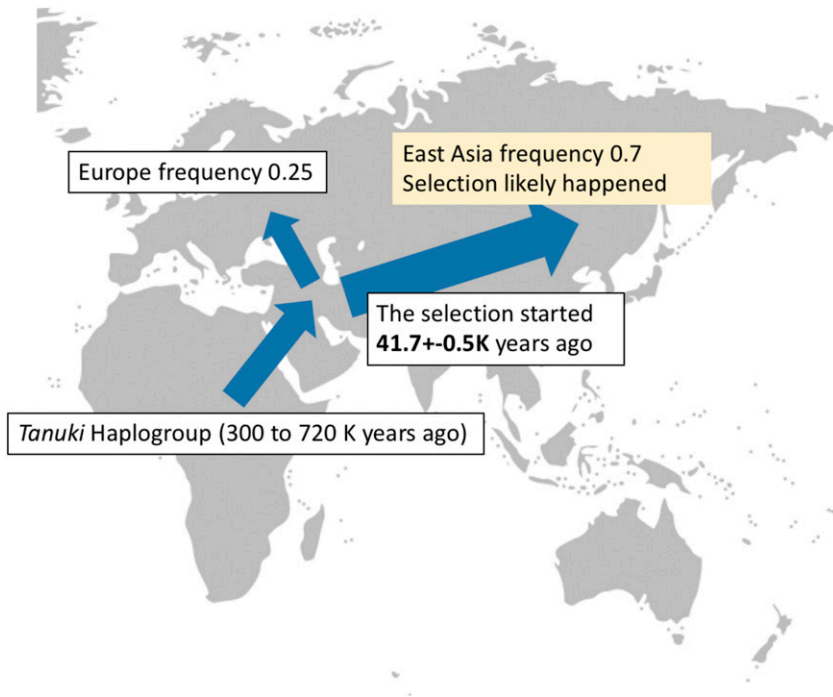 Europe frequency 0.25
East Asia frequency 0.7
Selection likely happened
The selection started
41.7+-0.5K years ago
Tanuki Haplogroup (300 to 720 K years ago)